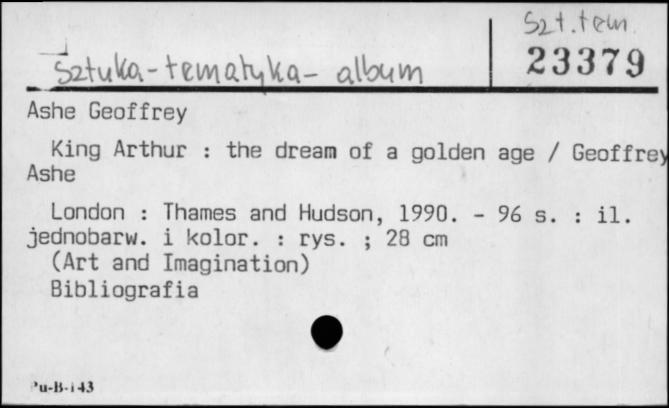 Szt. tem.
Sztuka - tematyka - album
23379
Ashe Geoffrey
King Arthur : the dream of a golden age / Geoffrey
Ashe
London : Thames and Hudson, 1990. - 96 s. : il.
jednobarw. i kolor. : rys. ; 28 cm
(Art and Imagination)
Bibliografia
Pu-B-143